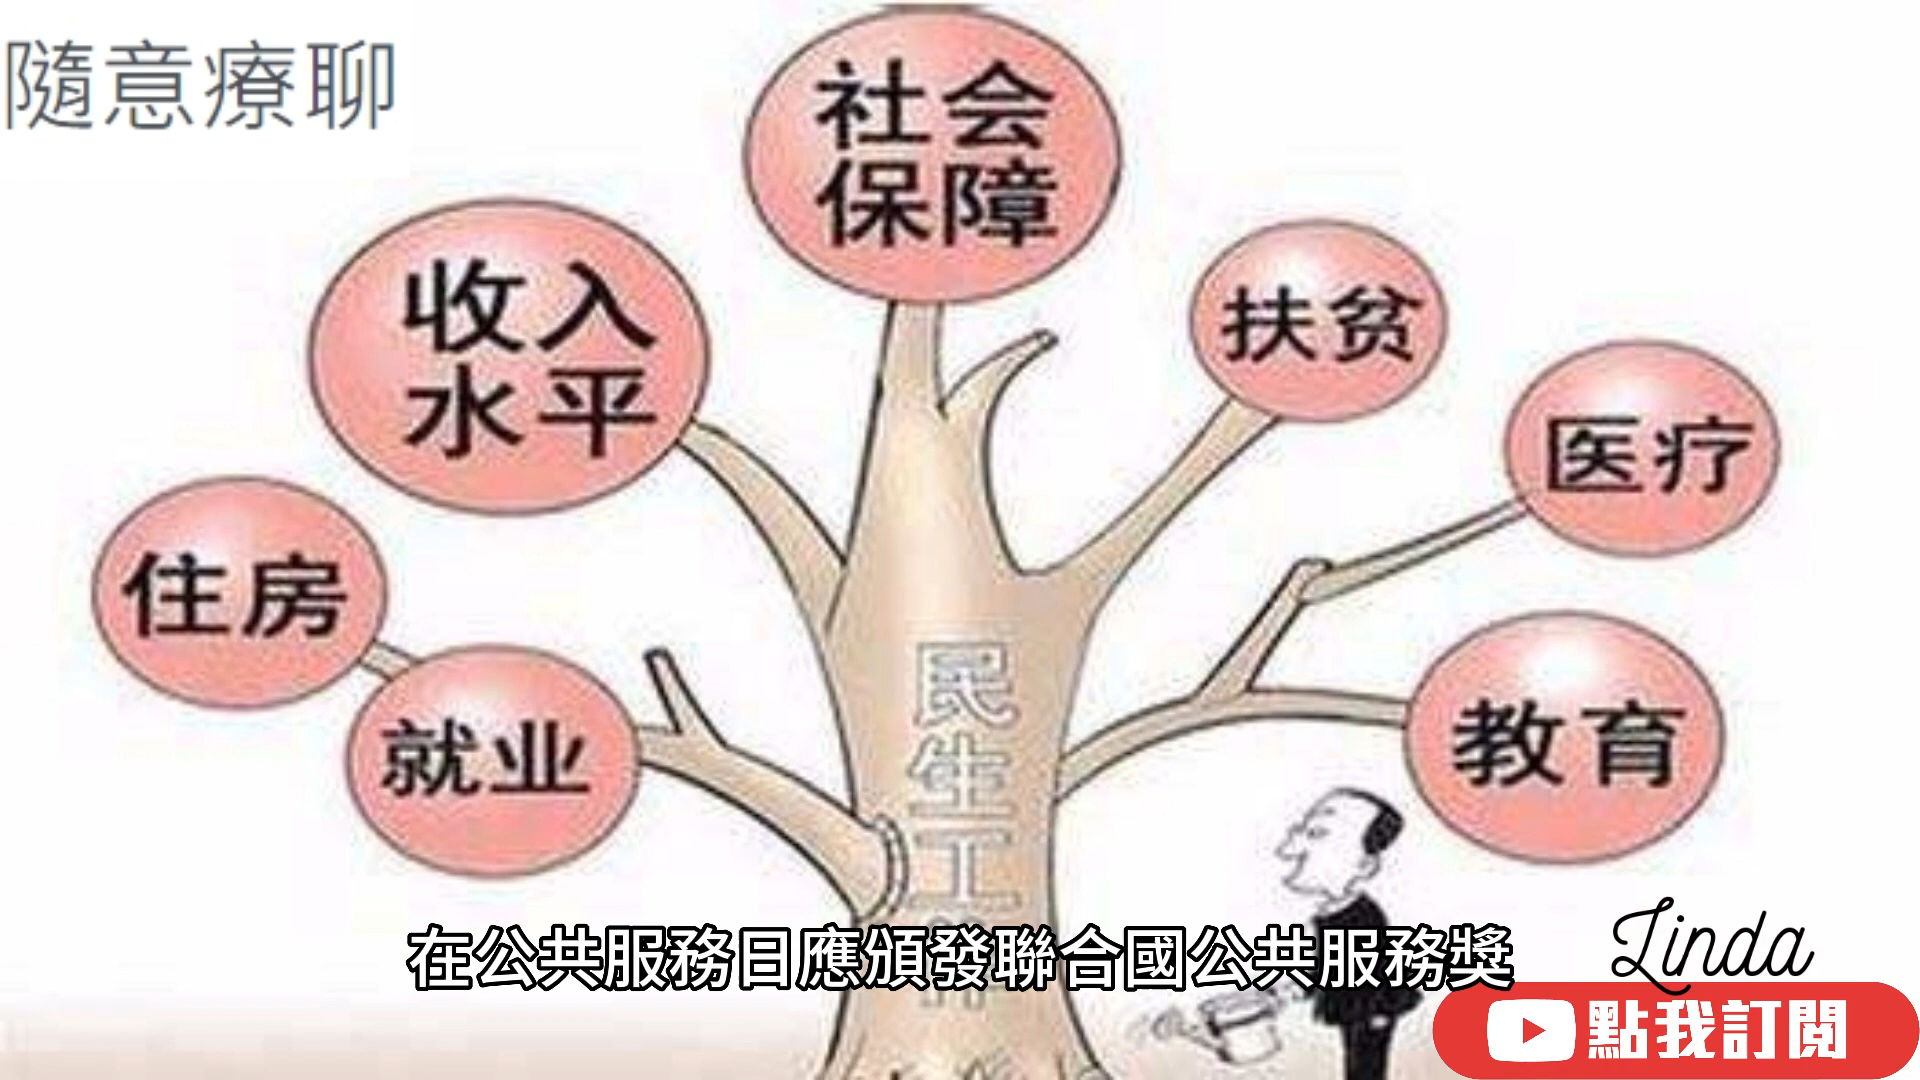 隨意療聊
社会
保障
收入
水平
扶贫
医疗
住房
就业
教育
民
生
工
在公共服務日應頒發聯合國公共服務獎
Linda
點我訂閱